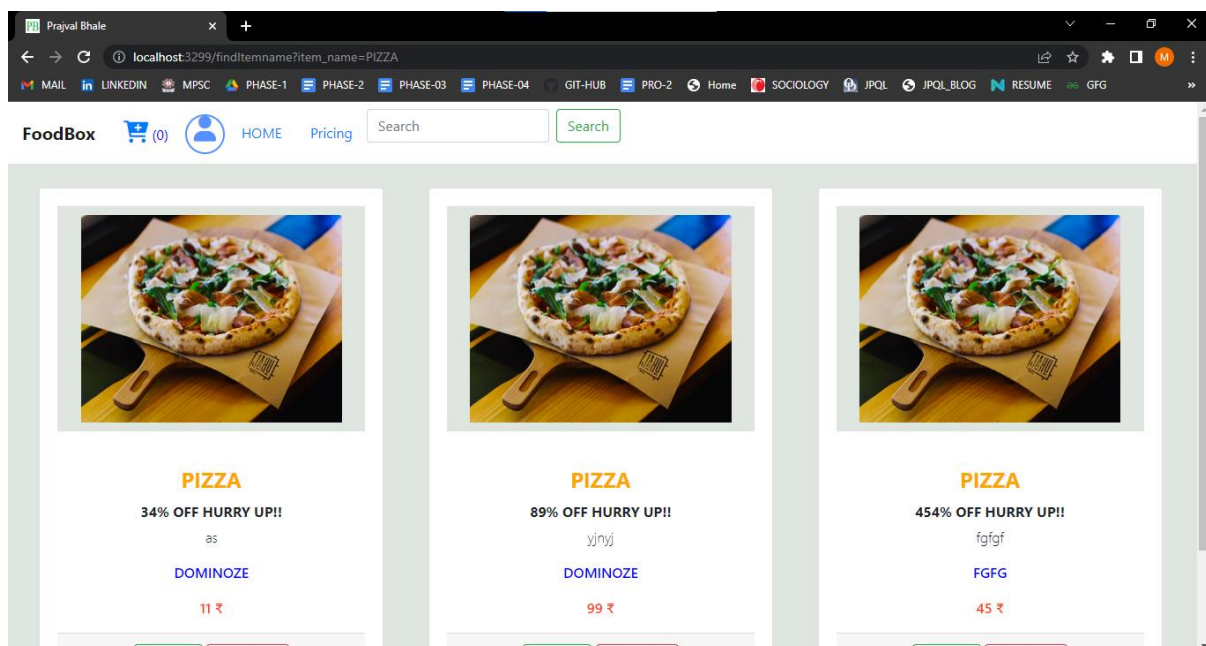 PB Prajval Bhale
localhost:3299/findItemname?item_name=PIZZA
M
MAIL in LINKEDIN MPSC PHASE-1 PHASE-2 PHASE-03 PHASE-04 GIT-HUB PRO-2 Home SOCIOLOGY JPQL JPQL_BLOG RESUME GFG »
FoodBox (0) HOME Pricing Search Search
PIZZA PIZZA PIZZA
34% OFF HURRY UP!! 89% OFF HURRY UP!! 454% OFF HURRY UP!!
as yjnyj fgfgf
DOMINOZE DOMINOZE FGFG
11 ₹ 99 ₹ 45 ₹